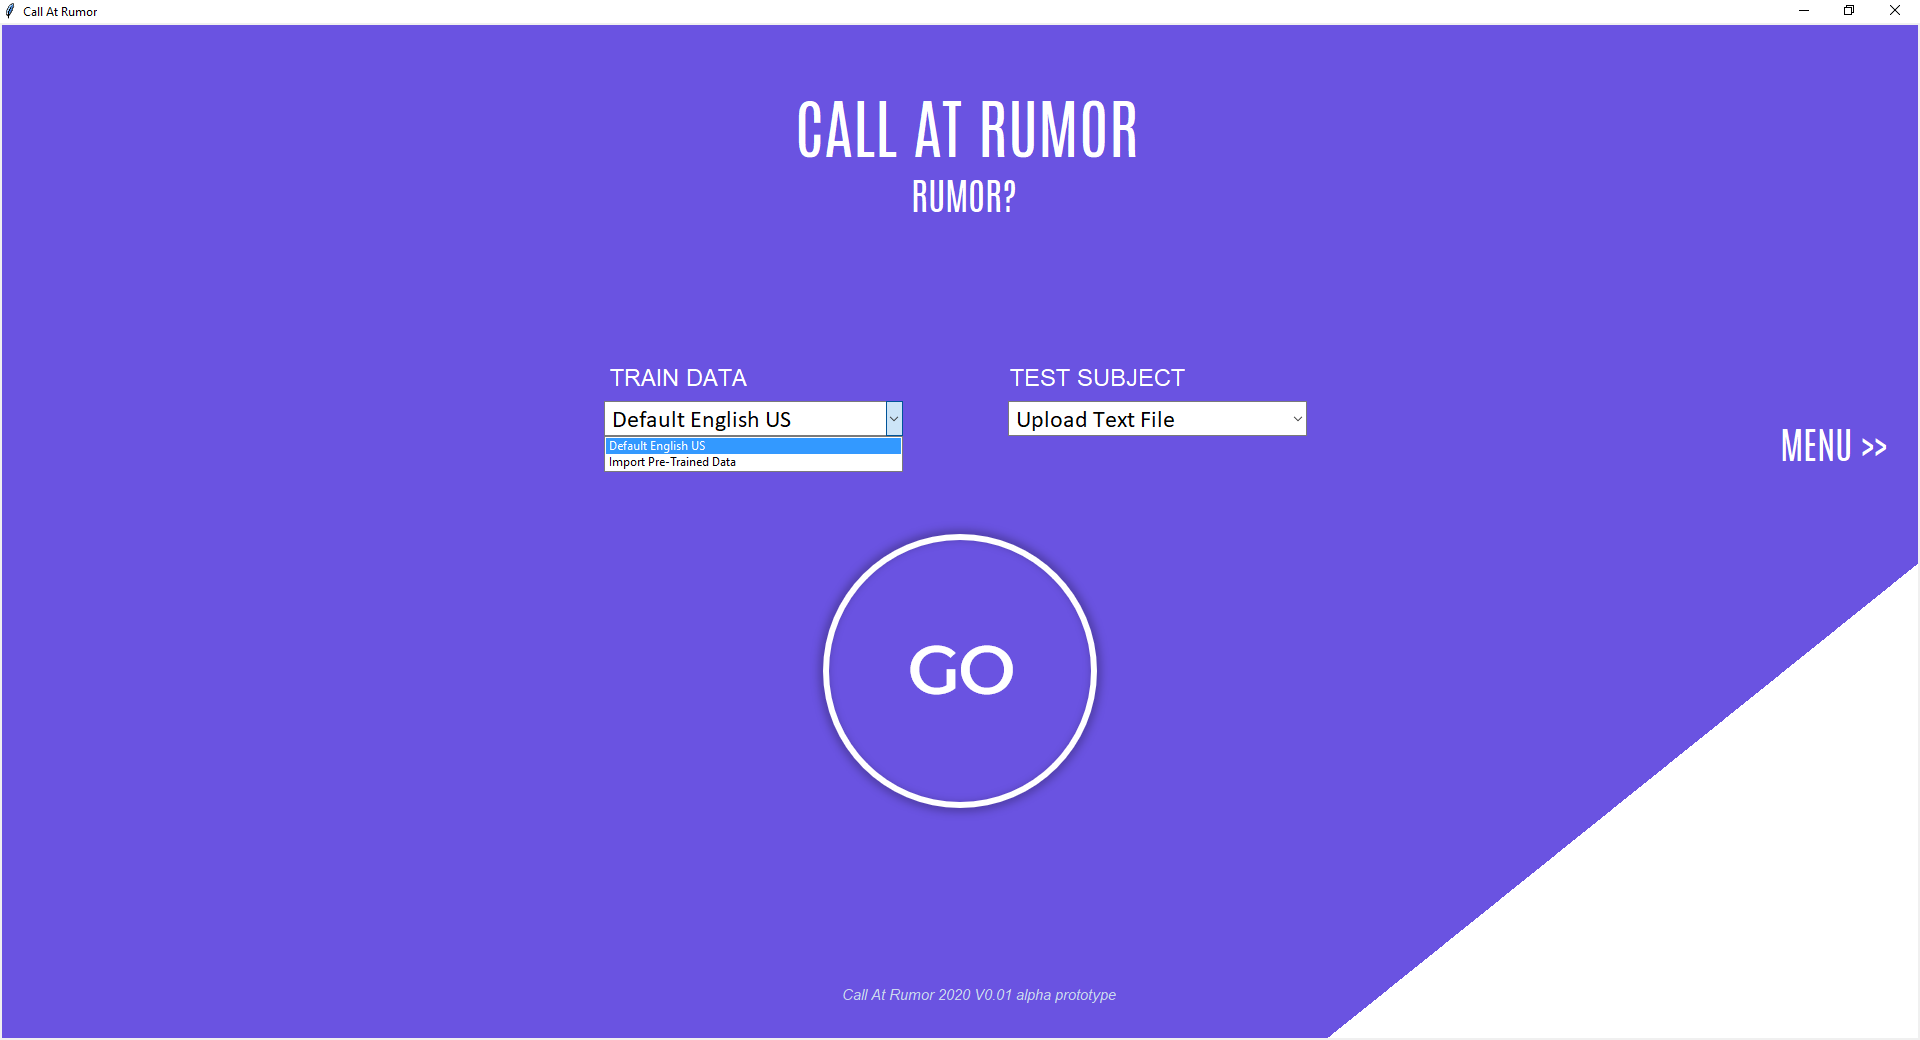 Call At Rumor
CALL AT RUMOR
RUMOR?
TRAIN DATA
TEST SUBJECT
Default English US
Upload Text File
Default English US
Import Pre-Trained Data
MENU >>
GO
Call At Rumor 2020 V0.01 alpha prototype